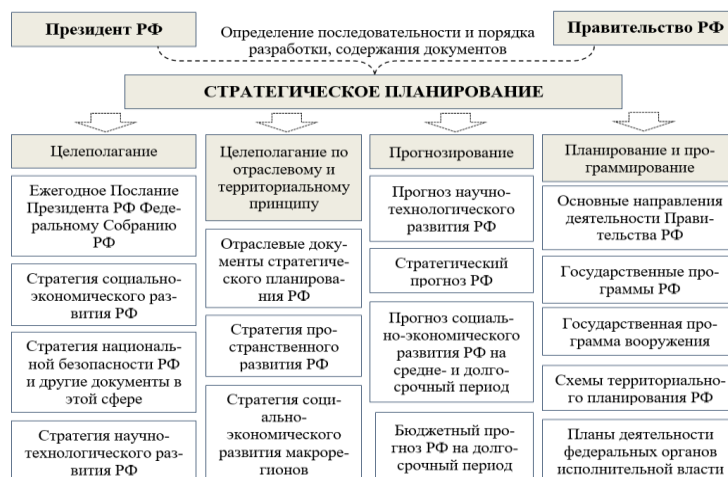 Президент РФ
Определение последовательности и порядка
разработки, содержания документов
Правительство РФ
СТРАТЕГИЧЕСКОЕ ПЛАНИРОВАНИЕ
Целеполагание
Ежегодное Послание
Президента РФ Феде-
ральному Собранию
РФ
Стратегия социально-
экономического раз-
вития РФ
Стратегия националь-
ной безопасности РФ
и другие документы в
этой сфере
Стратегия научно-
технологического раз-
вития РФ
Целеполагание по
отраслевому и
территориальному
принципу
Отраслевые доку-
менты стратегиче-
ского планирова-
ния РФ
Стратегия про-
странственного
развития РФ
Стратегия соци-
ально-
экономического
развития макроре-
гионов
Прогнозирование
Прогноз научно-
технологического
развития РФ
Стратегический
прогноз РФ
Прогноз социаль-
но-экономического
развития РФ на
средне- и долго-
срочный период
Бюджетный про-
гноз РФ на долго-
срочный период
Планирование и про-
граммирование
Основные направления
деятельности Прави-
тельства РФ
Государственные про-
граммы РФ
Государственная про-
грамма вооружения
Схемы территориально-
го планирования РФ
Планы деятельности
федеральных органов
исполнительной власти